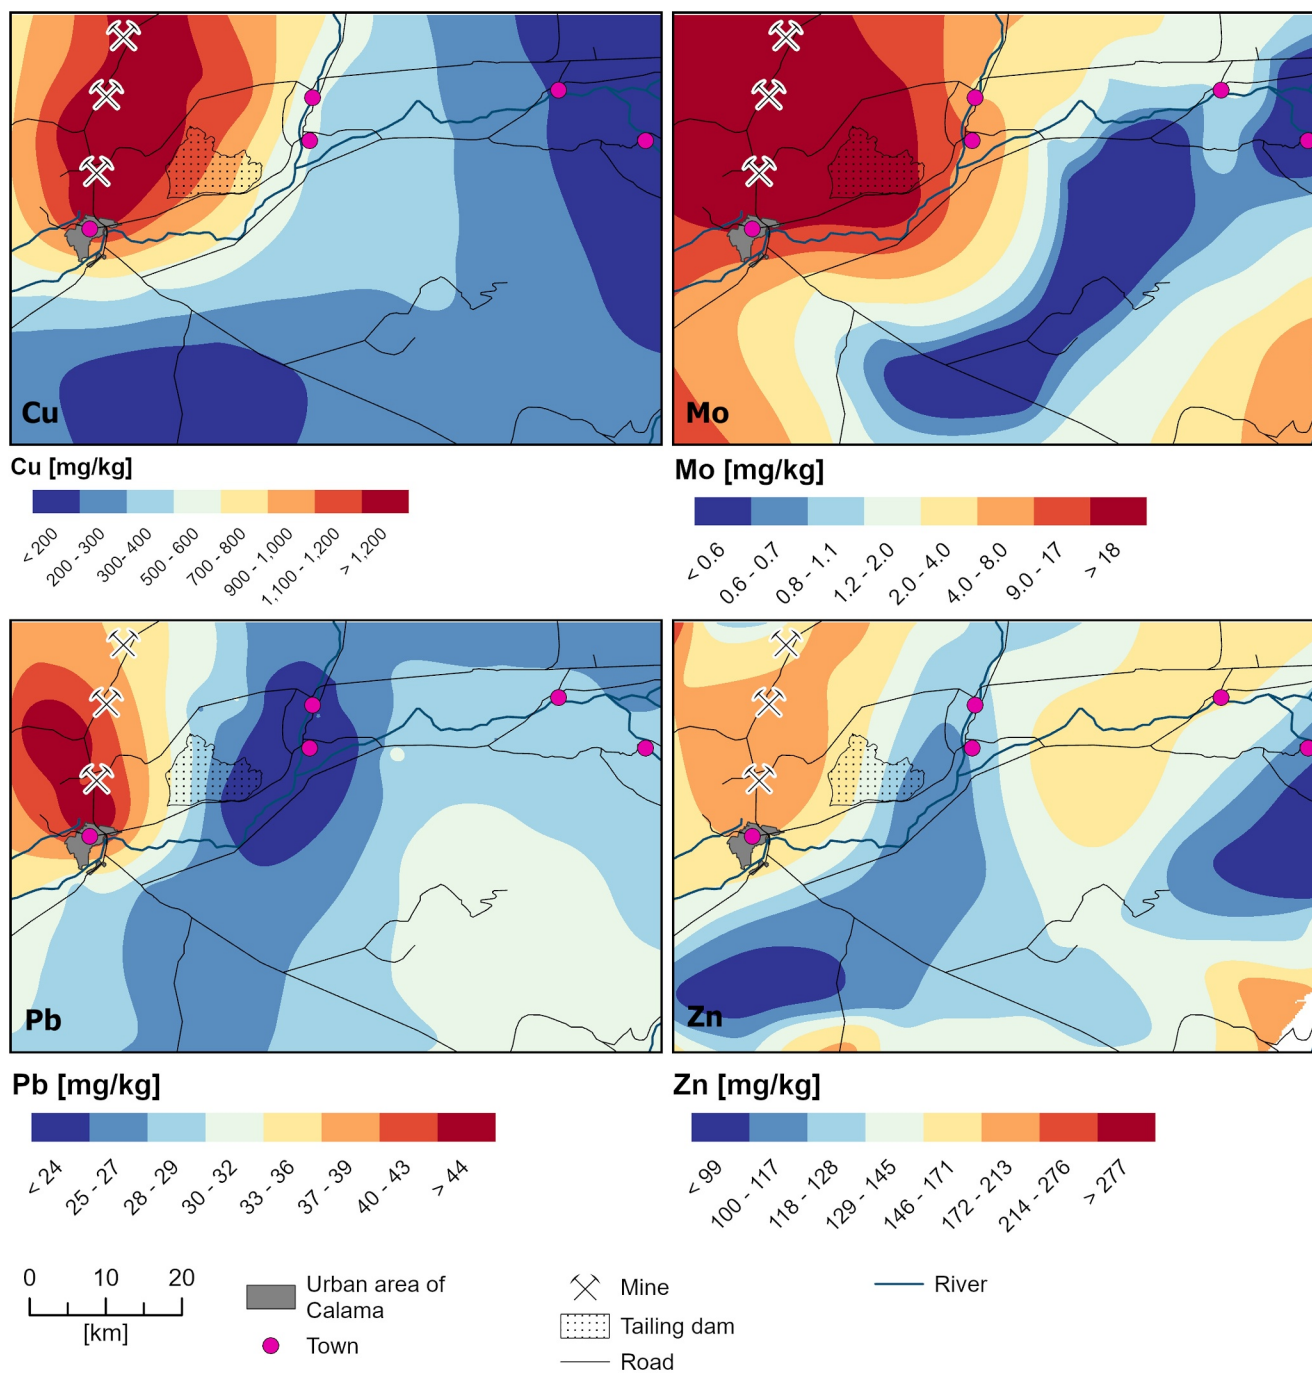 Cu
Mo
Cu [mg/kg]
< 200
200 - 300
300- 400
500 - 600
700 - 800
900 - 1,000
1,100 - 1,200
> 1,200
Mo [mg/kg]
< 0.6
0.6 - 0.7
0.8 - 1.1
1.2 - 2.0
2.0 - 4.0
4.0 - 8.0
9.0 - 17
> 18
Pb
Zn
Pb [mg/kg]
< 24
25 - 27
28 - 29
30 - 32
33 - 36
37 - 39
40 - 43
> 44
Zn [mg/kg]
< 99
100 - 117
118 - 128
129 - 145
146 - 171
172 - 213
214 - 276
> 277
0 10 20
[km]
Urban area of
Calama
Town
Mine
Tailing dam
Road
River